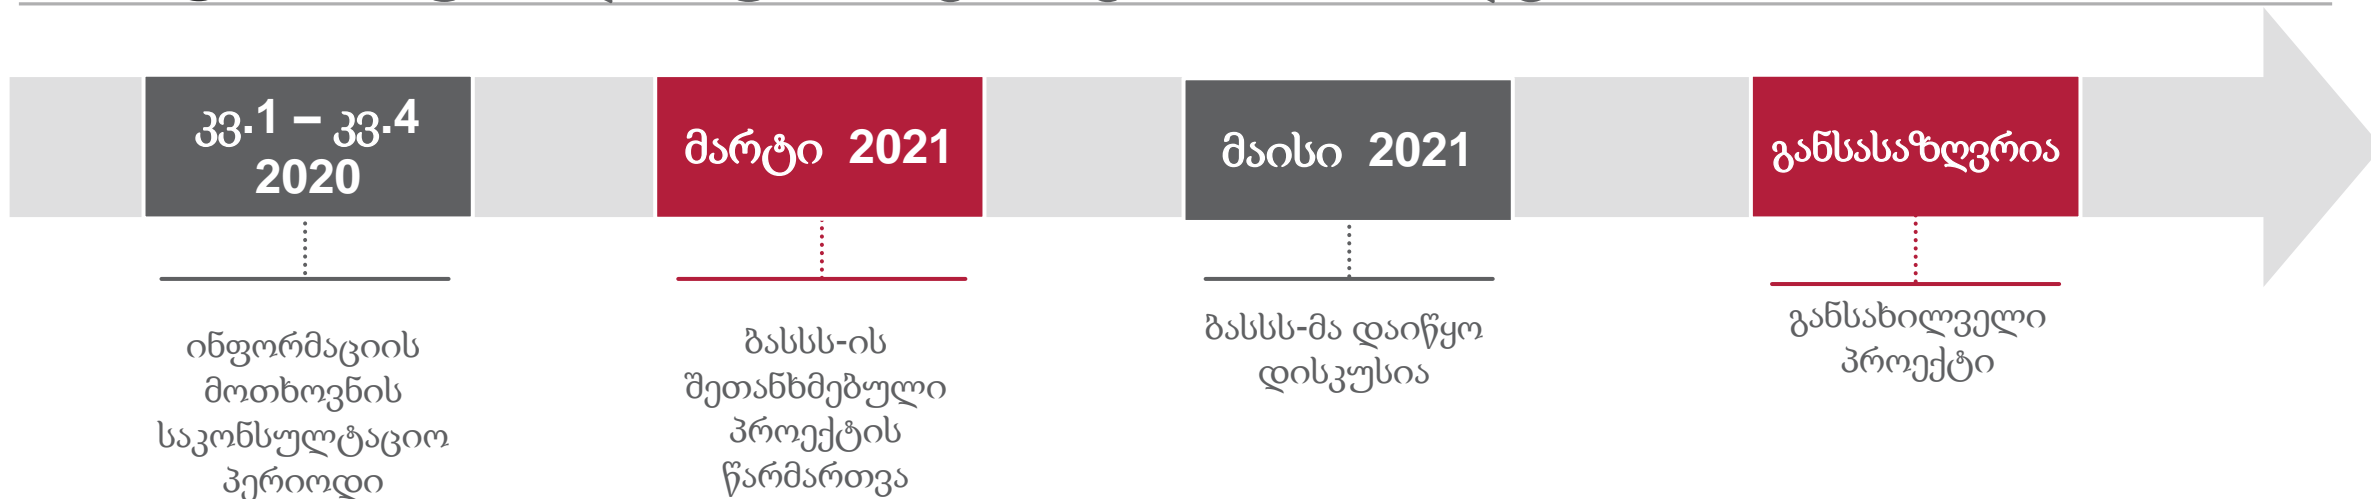 კვ.1 – კვ.4
2020
მარტი 2021
მაისი 2021
განსასაზღვრია
ინფორმაციის
მოთხოვნის
საკონსულტაციო
პერიოდი
ბასსს-ის
შეთანხმებული
პროექტის
წარმართვა
ბასსს-მა დაიწყო
დისკუსია
განსახილველი
პროექტი